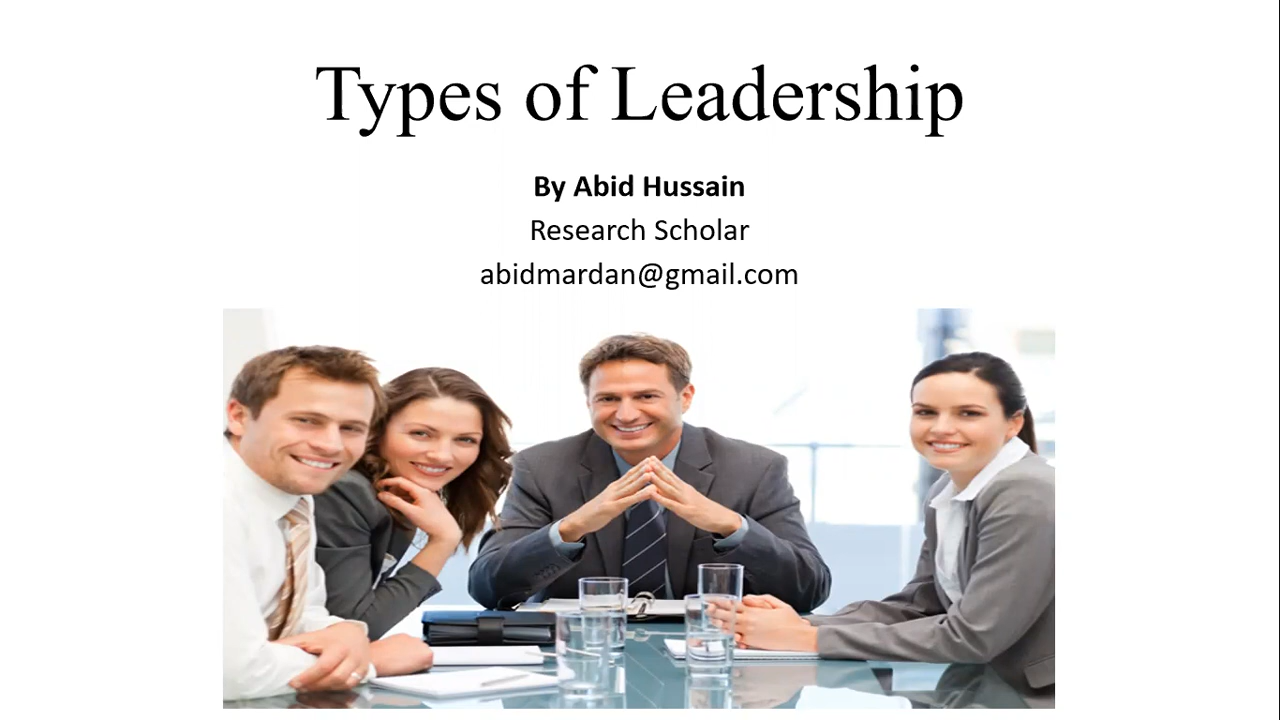 Types of Leadership
By Abid Hussain
Research Scholar
abidmardan@gmail.com